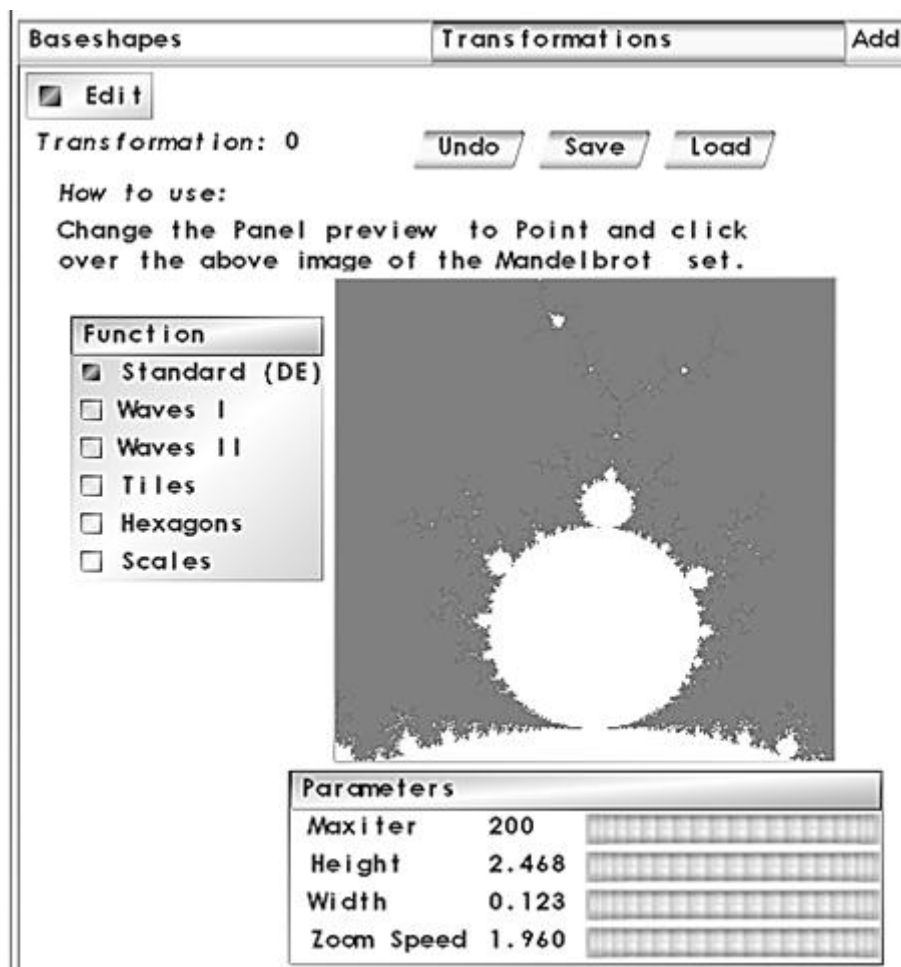 Baseshapes Transformations Add
Edit
Transformation: 0 Undo Save Load
How to use:
Change the Panel preview to Point and click
over the above image of the Mandelbrot set.
Function
Standard (DE)
Waves I
Waves II
Tiles
Hexagons
Scales
Parameters
Maxiter 200
Height 2.468
Width 0.123
Zoom Speed 1.960